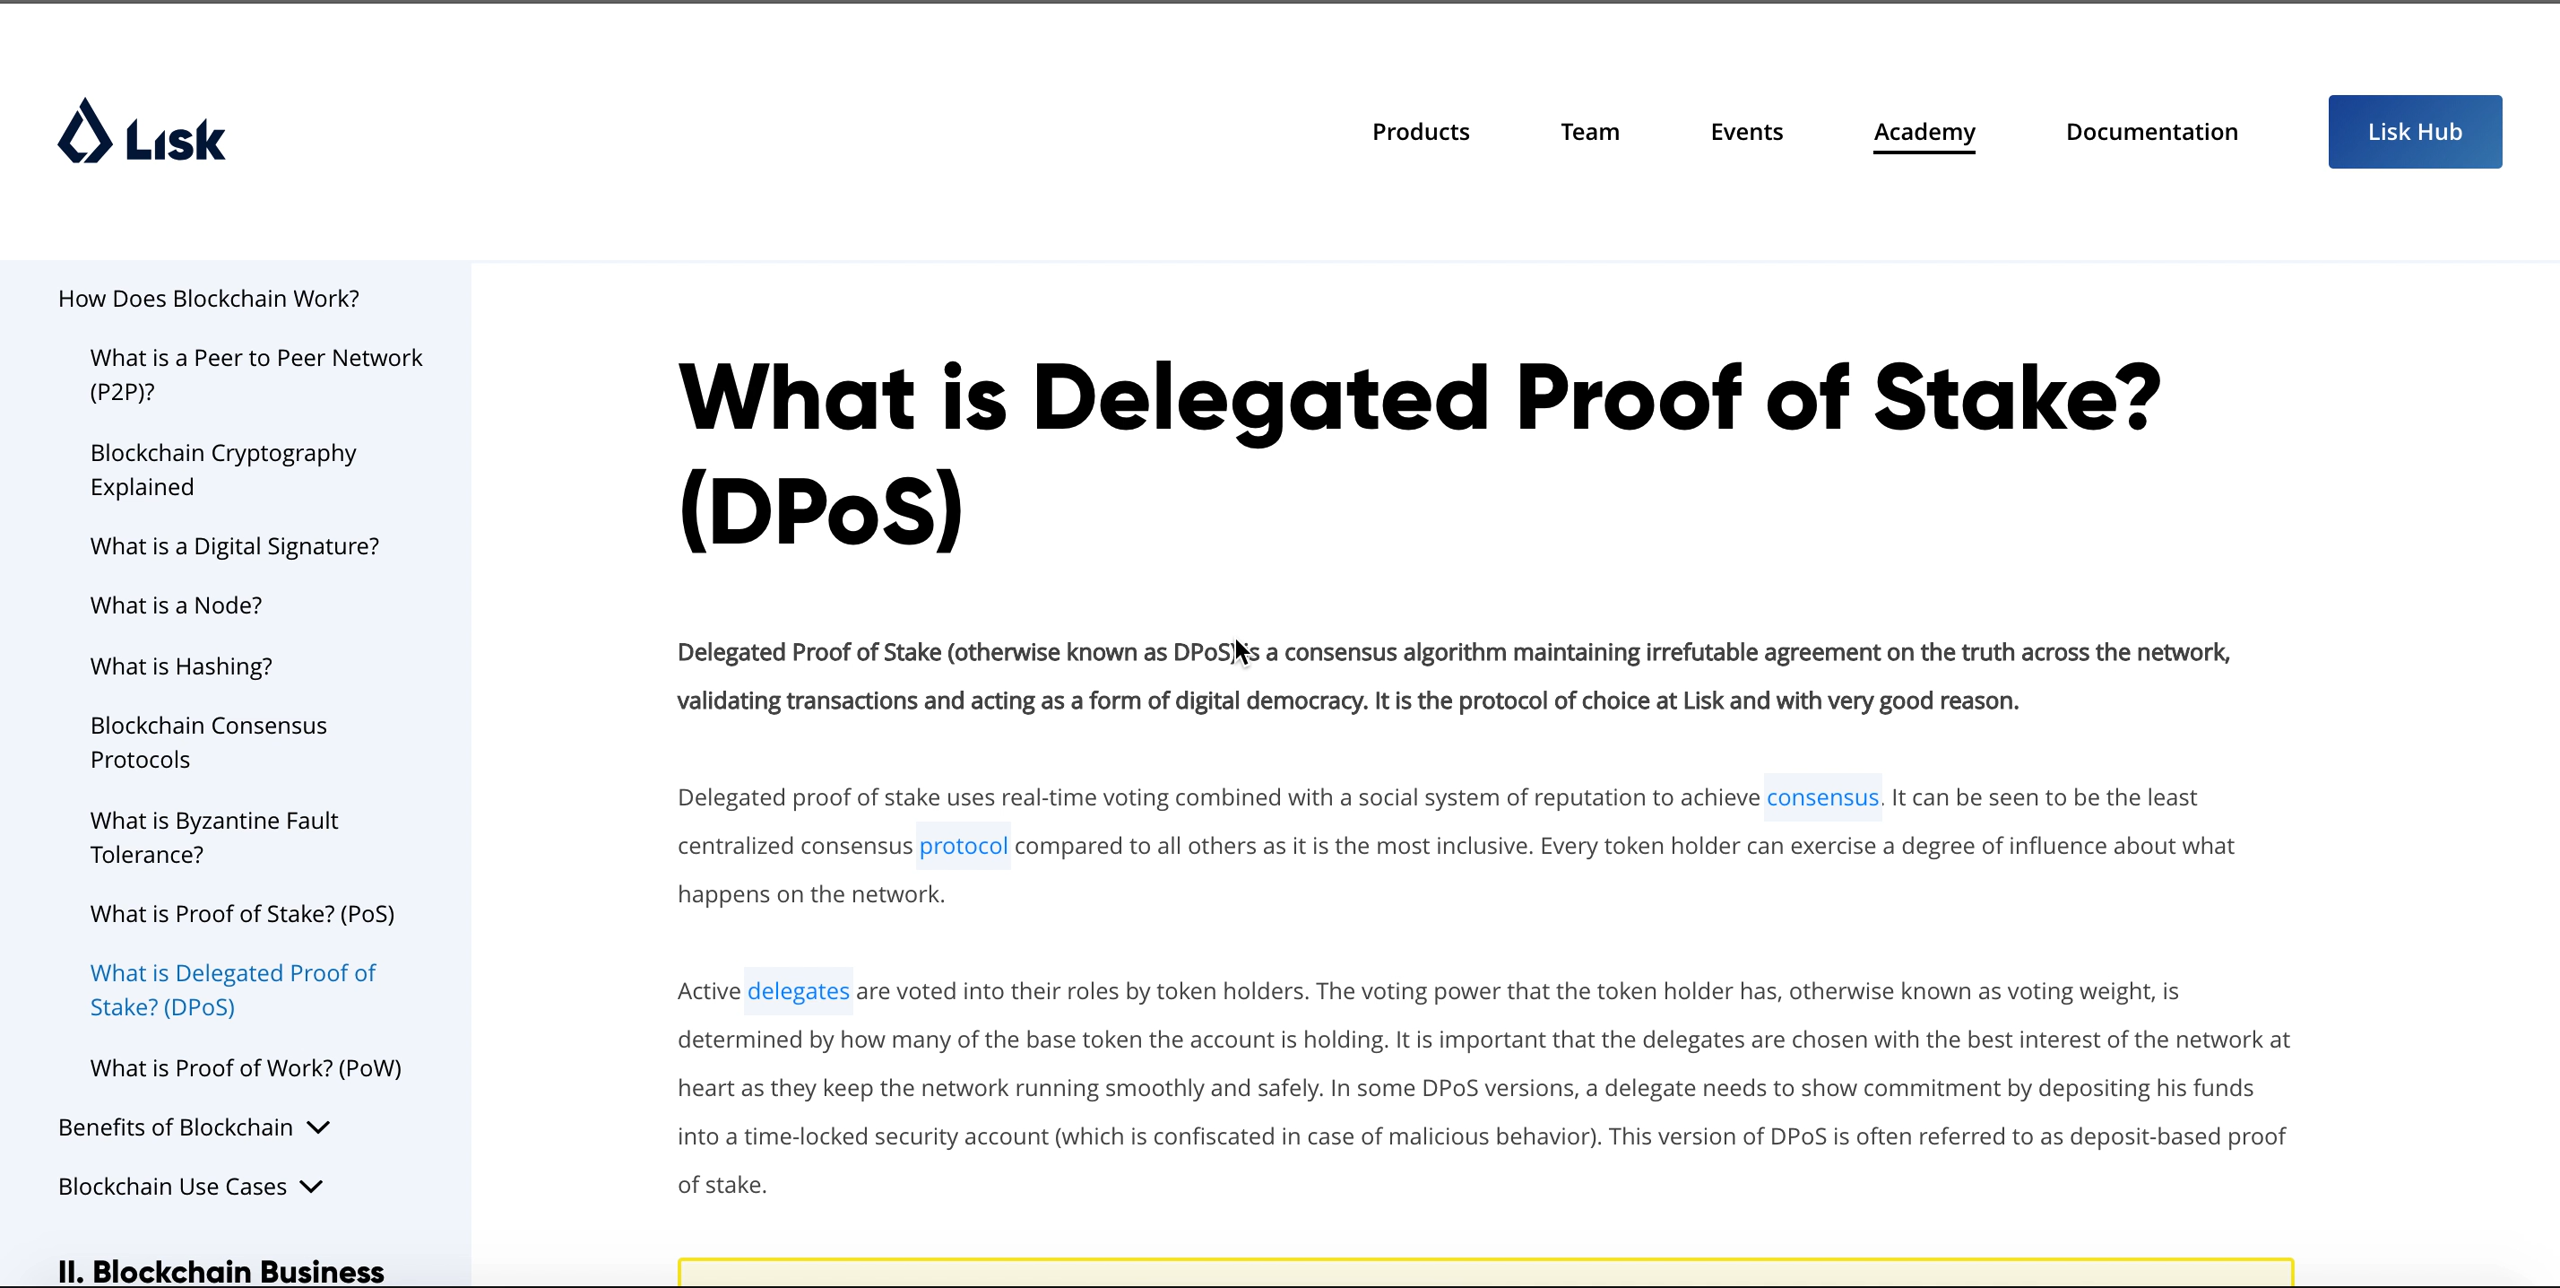 Lisk
Products
Team
Events
Academy
Documentation
Lisk Hub
How Does Blockchain Work?
What is a Peer to Peer Network
(P2P)?
Blockchain Cryptography
Explained
What is a Digital Signature?
What is a Node?
What is Hashing?
Blockchain Consensus
Protocols
What is Byzantine Fault
Tolerance?
What is Proof of Stake? (PoS)
What is Delegated Proof of
Stake? (DPoS)
What is Proof of Work? (PoW)
Benefits of Blockchain
Blockchain Use Cases
II. Blockchain Business
What is Delegated Proof of Stake?
(DPoS)
Delegated Proof of Stake (otherwise known as DPoS) is a consensus algorithm maintaining irrefutable agreement on the truth across the network,
validating transactions and acting as a form of digital democracy. It is the protocol of choice at Lisk and with very good reason.
Delegated proof of stake uses real-time voting combined with a social system of reputation to achieve consensus. It can be seen to be the least
centralized consensus protocol compared to all others as it is the most inclusive. Every token holder can exercise a degree of influence about what
happens on the network.
Active delegates are voted into their roles by token holders. The voting power that the token holder has, otherwise known as voting weight, is
determined by how many of the base token the account is holding. It is important that the delegates are chosen with the best interest of the network at
heart as they keep the network running smoothly and safely. In some DPoS versions, a delegate needs to show commitment by depositing his funds
into a time-locked security account (which is confiscated in case of malicious behavior). This version of DPoS is often referred to as deposit-based proof
of stake.